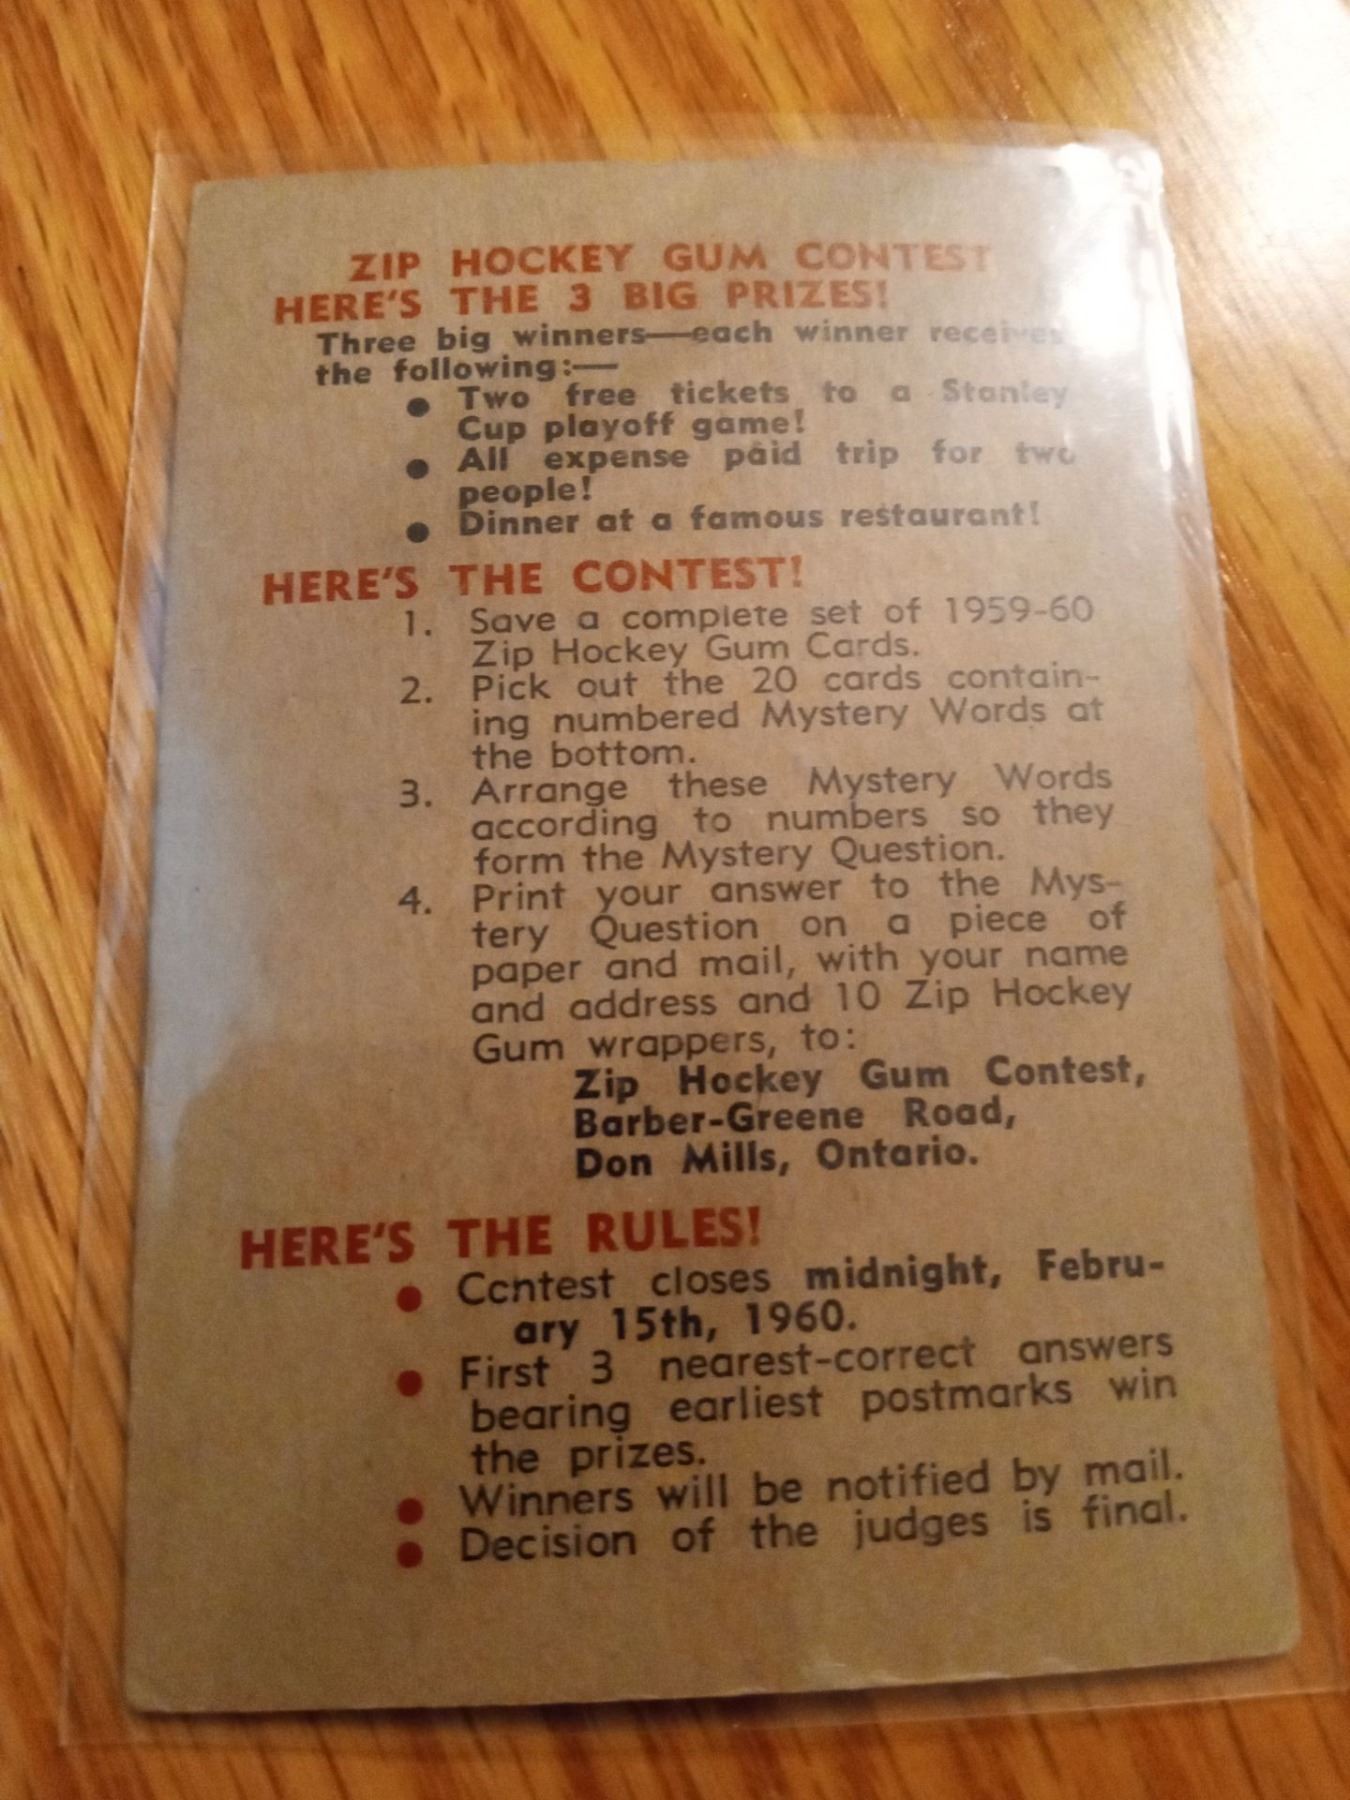 ZIP HOCKEY GUM CONTEST
HERE'S THE 3 BIG PRIZES!
Three big winners—each winner receives
the following:—
● Two free tickets to a Stanley
Cup playoff game!
● All expense paid trip for two
people!
● Dinner at a famous restaurant!
HERE'S THE CONTEST!
1. Save a complete set of 1959-60
Zip Hockey Gum Cards.
2. Pick out the 20 cards contain-
ing numbered Mystery Words at
the bottom.
3. Arrange these Mystery Words
according to numbers so they
form the Mystery Question.
4. Print your answer to the Mys-
tery Question on a piece of
paper and mail, with your name
and address and 10 Zip Hockey
Gum wrappers, to:
Zip Hockey Gum Contest,
Barber-Greene Road,
Don Mills, Ontario.
HERE'S THE RULES!
● Contest closes midnight, Febru-
ary 15th, 1960.
● First 3 nearest-correct answers
bearing earliest postmarks win
the prizes.
● Winners will be notified by mail.
● Decision of the judges is final.